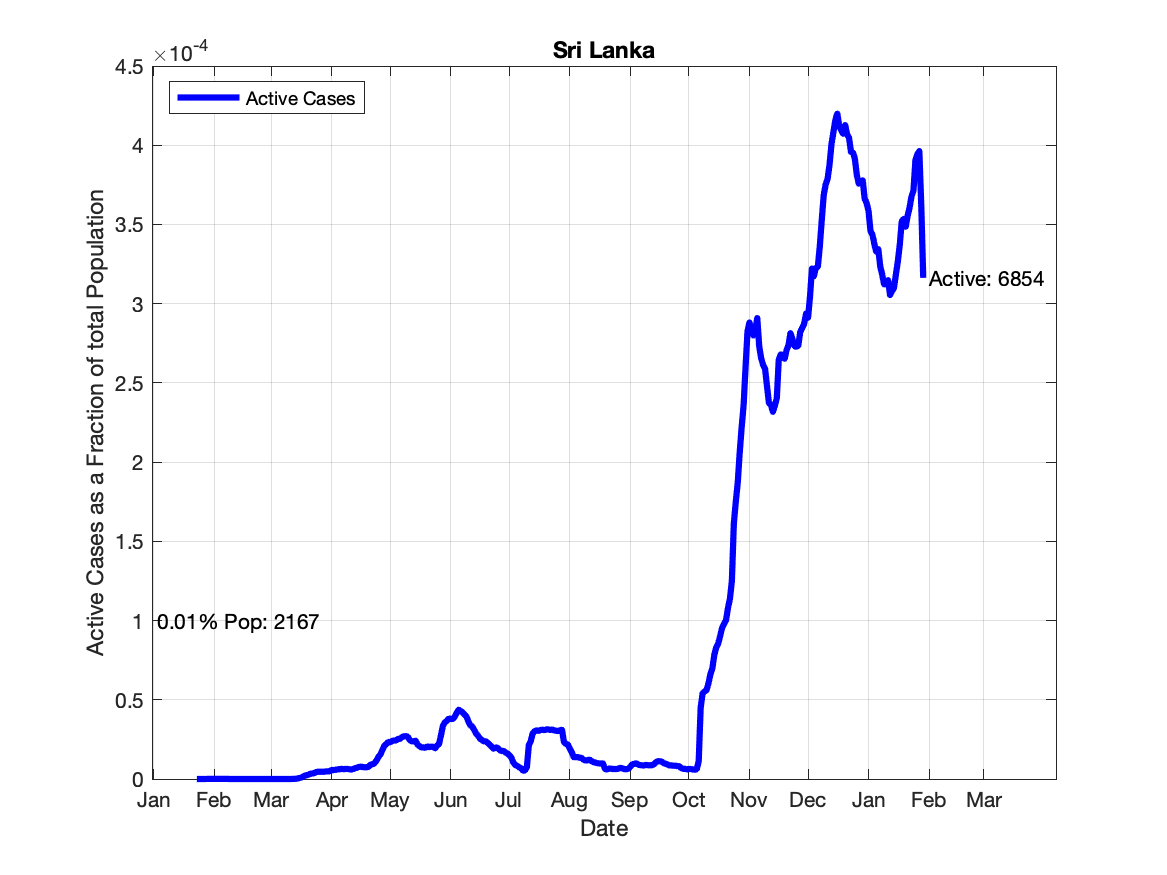 Sri Lanka
×10⁻⁴
4.5
4
3.5
3
2.5
2
1.5
1
0.5
0
Active Cases as a Fraction of total Population
Active Cases
Active: 6854
0.01% Pop: 2167
Jan Feb Mar Apr May Jun Jul Aug Sep Oct Nov Dec Jan Feb Mar
Date